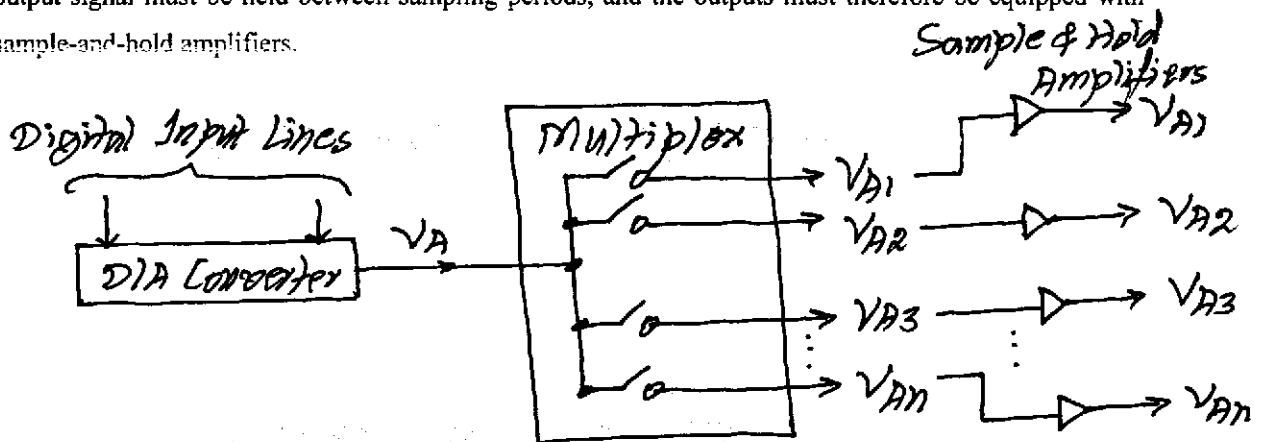 output signal must be held between sampling periods, and the outputs must therefore be equipped with
sample-and-hold amplifiers.
Sample & Hold
Amplifiers
Digital Input Lines
Multiplex
D/A Converter
VA
VA1
VA1
VA2
VA2
VA3
VA3
VAn
VAn